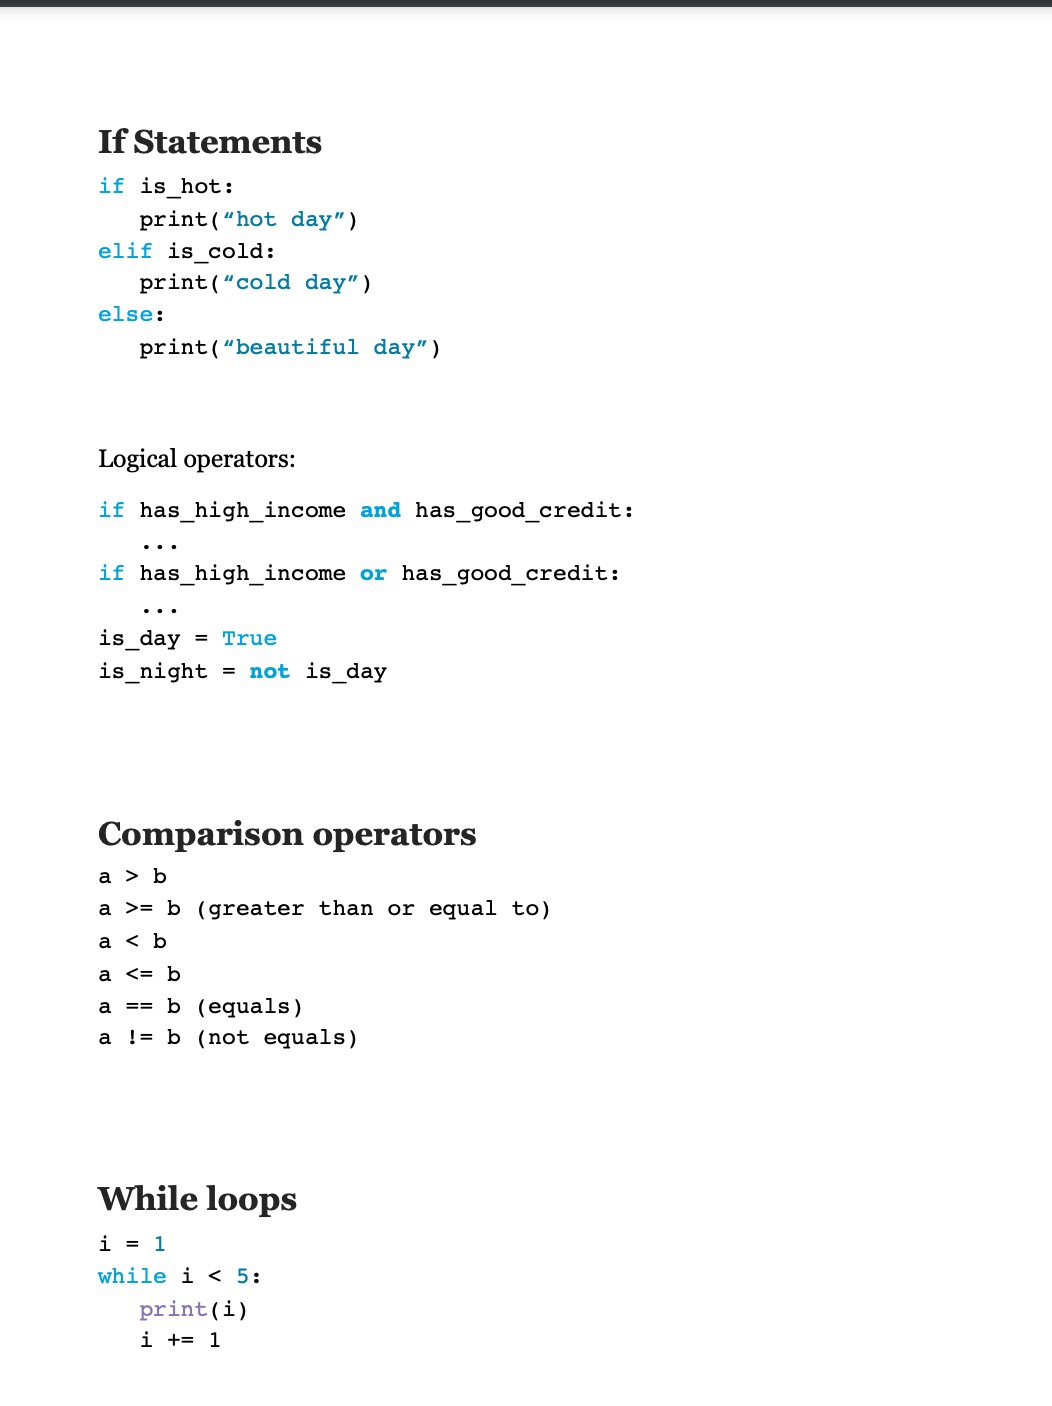 If Statements
if is_hot:
   print(“hot day”)
elif is_cold:
   print(“cold day”)
else:
   print(“beautiful day”)
Logical operators:
if has_high_income and has_good_credit:
   ...
if has_high_income or has_good_credit:
   ...
is_day = True
is_night = not is_day
Comparison operators
a > b
a >= b (greater than or equal to)
a < b
a <= b
a == b (equals)
a != b (not equals)
While loops
i = 1
while i < 5:
   print(i)
   i += 1